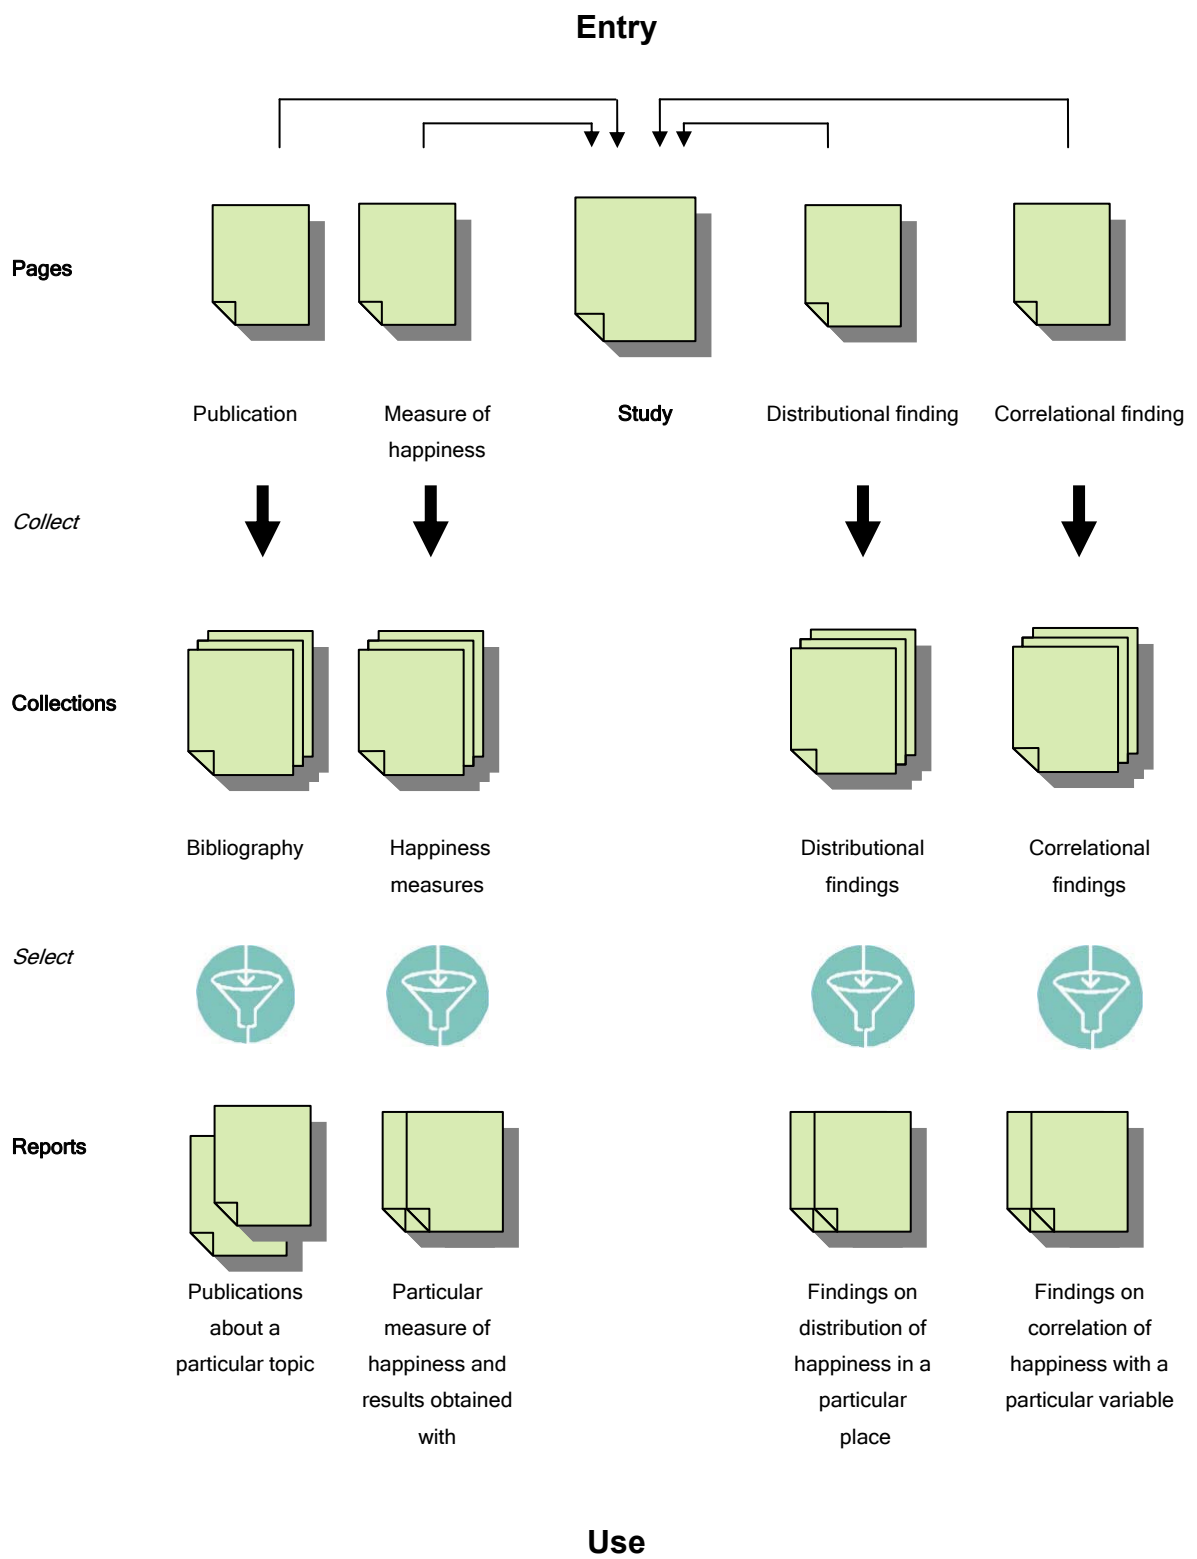 Entry
Pages
Publication
Measure of
happiness
Study
Distributional finding
Correlational finding
Collect
Collections
Bibliography
Happiness
measures
Distributional
findings
Correlational
findings
Select
Reports
Publications
about a
particular topic
Particular
measure of
happiness and
results obtained
with
Findings on
distribution of
happiness in a
particular
place
Findings on
correlation of
happiness with a
particular variable
Use